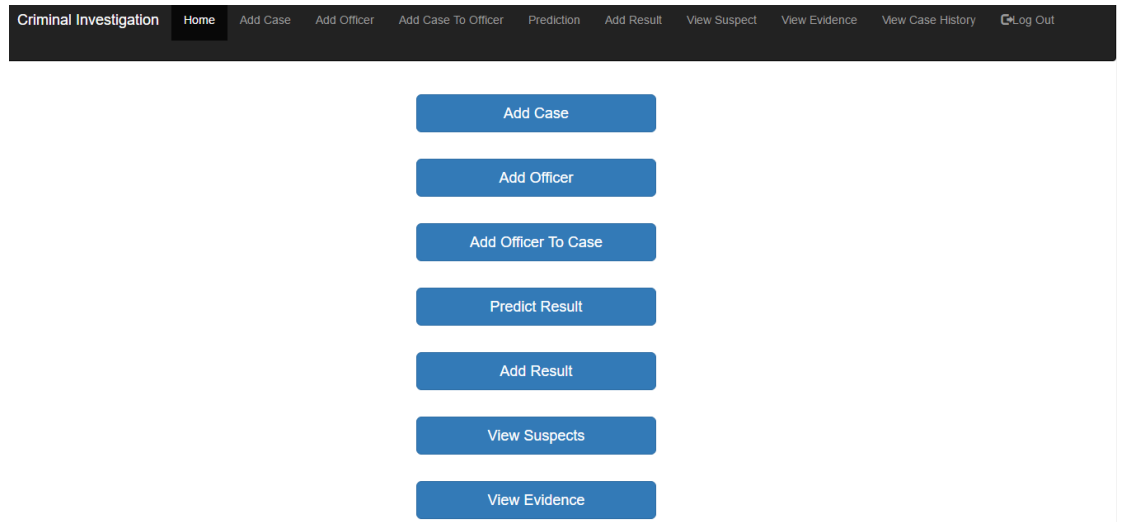 Criminal Investigation Home Add Case Add Officer Add Case To Officer Prediction Add Result View Suspect View Evidence View Case History Log Out
Add Case
Add Officer
Add Officer To Case
Predict Result
Add Result
View Suspects
View Evidence